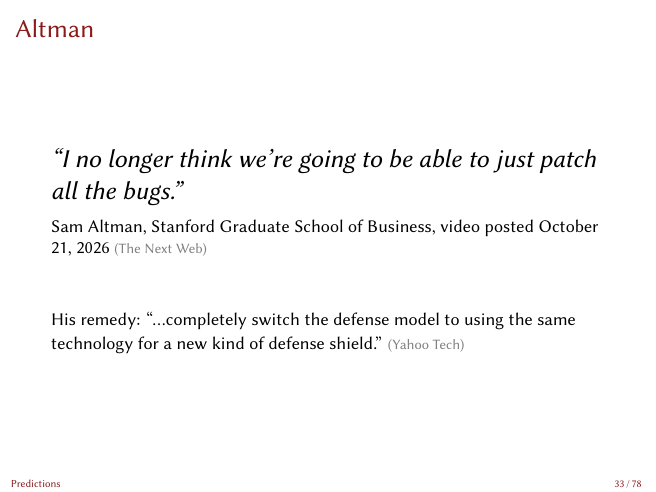 Altman
“I no longer think we’re going to be able to just patch
all the bugs.”
Sam Altman, Stanford Graduate School of Business, video posted October
21, 2026 (The Next Web)
His remedy: “…completely switch the defense model to using the same
technology for a new kind of defense shield.” (Yahoo Tech)
Predictions
33 / 78